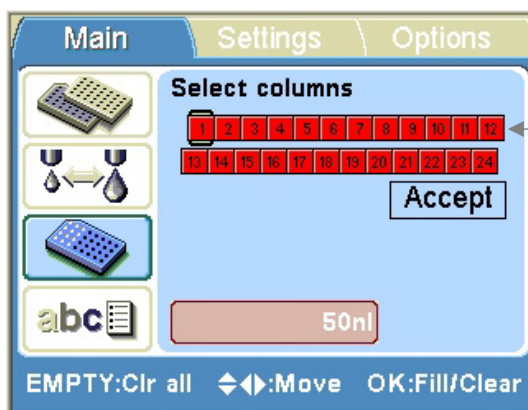 Main Settings Options
Select columns
1 2 3 4 5 6 7 8 9 10 11 12
13 14 15 16 17 18 19 20 21 22 23 24
Accept
abc
50nl
EMPTY:Clr all :Move OK:Fill/Clear